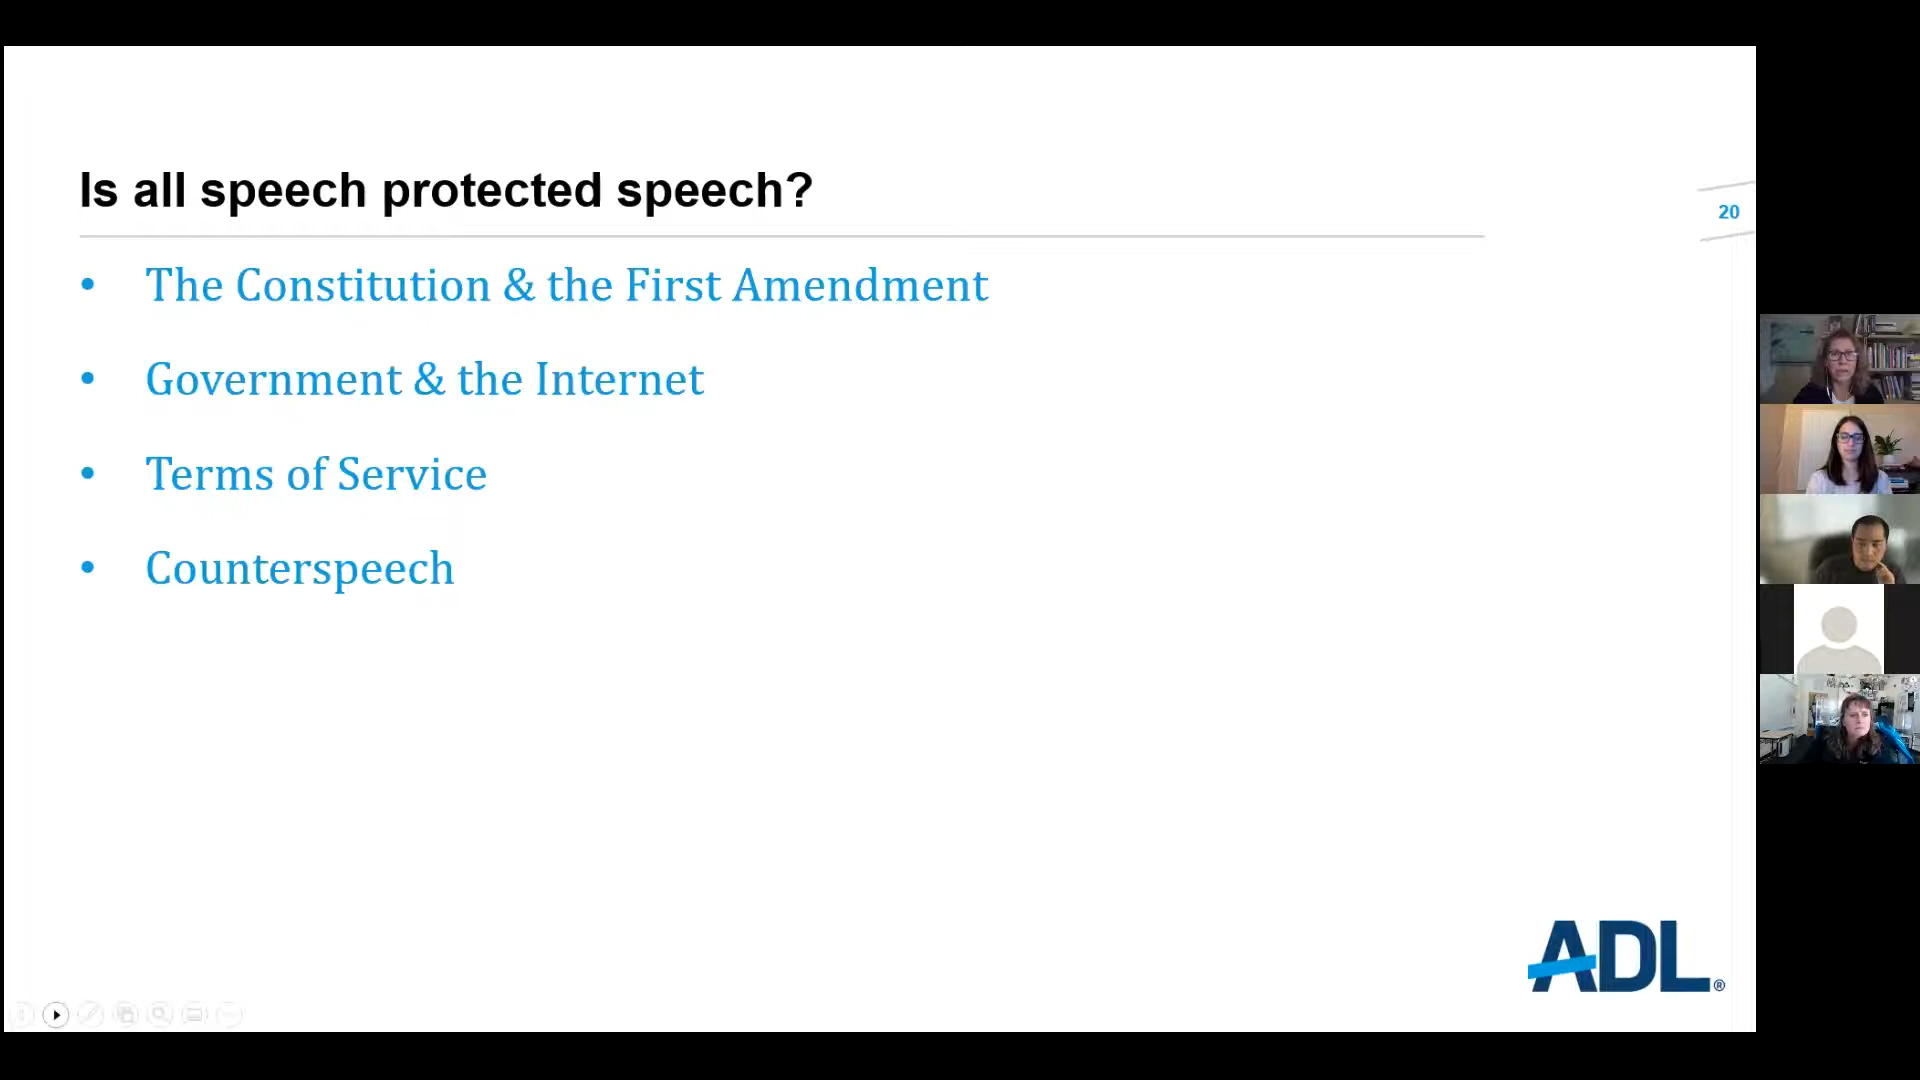 Is all speech protected speech?
20
• The Constitution & the First Amendment
• Government & the Internet
• Terms of Service
• Counterspeech
ADL®